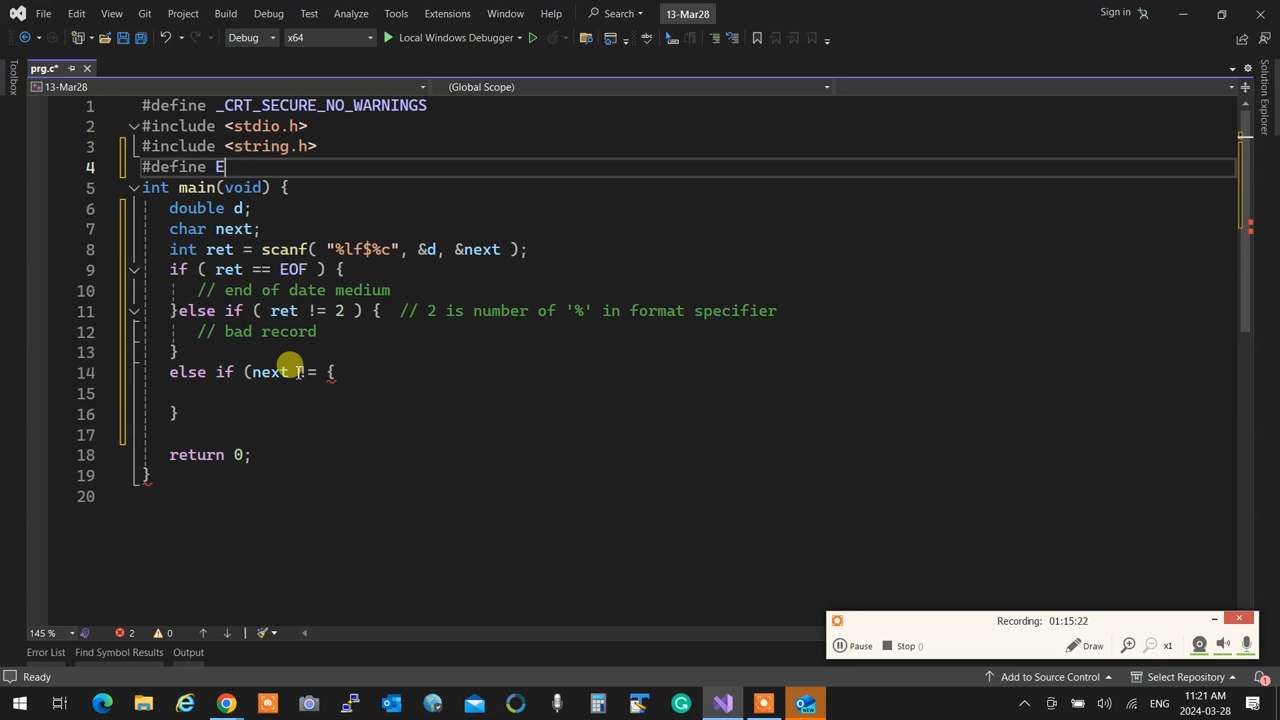 File Edit View Git Project Build Debug Test Analyze Tools Extensions Window Help Search 13-Mar28 Sign in
Debug x64 Local Windows Debugger
prg.c*
13-Mar28 (Global Scope)
Toolbox
Solution Explorer
1 #define _CRT_SECURE_NO_WARNINGS
2 #include <stdio.h>
3 #include <string.h>
4 #define E
5 int main(void) {
6 double d;
7 char next;
8 int ret = scanf( "%lf$%c", &d, &next );
9 if ( ret == EOF ) {
10 // end of date medium
11 }else if ( ret != 2 ) { // 2 is number of '%' in format specifier
12 // bad record
13 }
14 else if (next != {
15
16 }
17
18 return 0;
19 }
20
145 % 2 0
Recording: 01:15:22
Pause Stop () Draw x1
Error List Find Symbol Results Output
Ready Add to Source Control Select Repository 1
NEW ENG 11:21 AM
2024-03-28